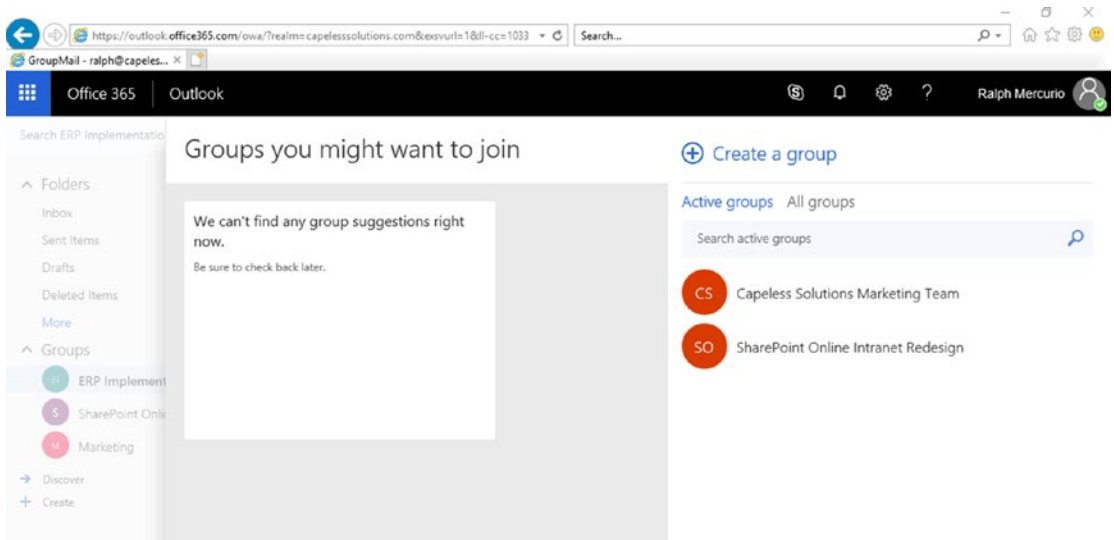 https://outlook.office365.com/owa/?realm=capelesssolutions.com&exsvurl=1&ll-cc=1033
Search...
GroupMail - ralph@capeles...
Office 365
Outlook
Ralph Mercurio
Search ERP Implementatio
Folders
Inbox
Sent Items
Drafts
Deleted Items
More
Groups
ERP Implement
S
SharePoint Onli
M
Marketing
Discover
Create
Groups you might want to join
We can't find any group suggestions right
now.
Be sure to check back later.
Create a group
Active groups All groups
Search active groups
CS Capeless Solutions Marketing Team
SO SharePoint Online Intranet Redesign